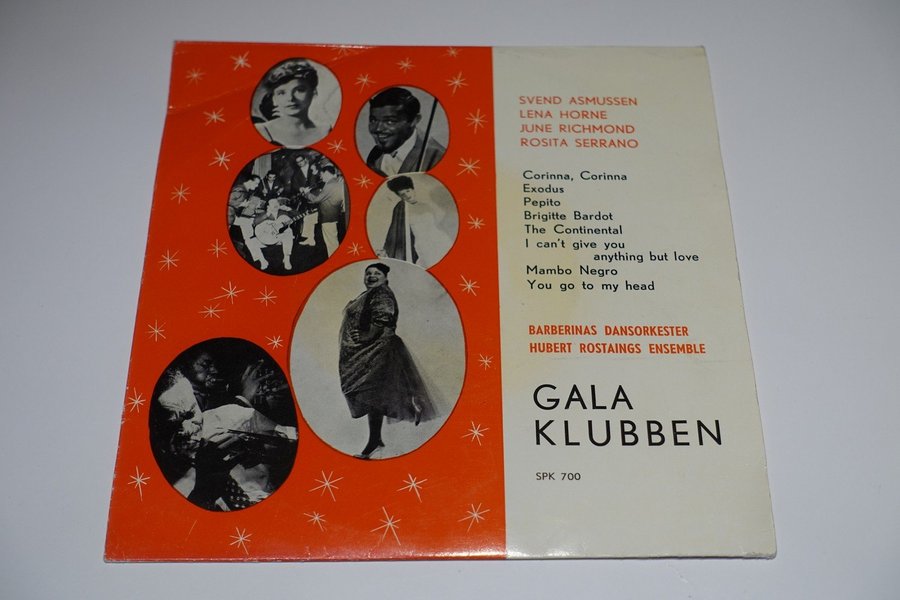 SVEND ASMUSSEN
LENA HORNE
JUNE RICHMOND
ROSITA SERRANO
Corinna, Corinna
Exodus
Pepito
Brigitte Bardot
The Continental
I can't give you
anything but love
Mambo Negro
You go to my head
BARBERINAS DANSORKESTER
HUBERT ROSTAINGS ENSEMBLE
GALA
KLUBBEN
SPK 700